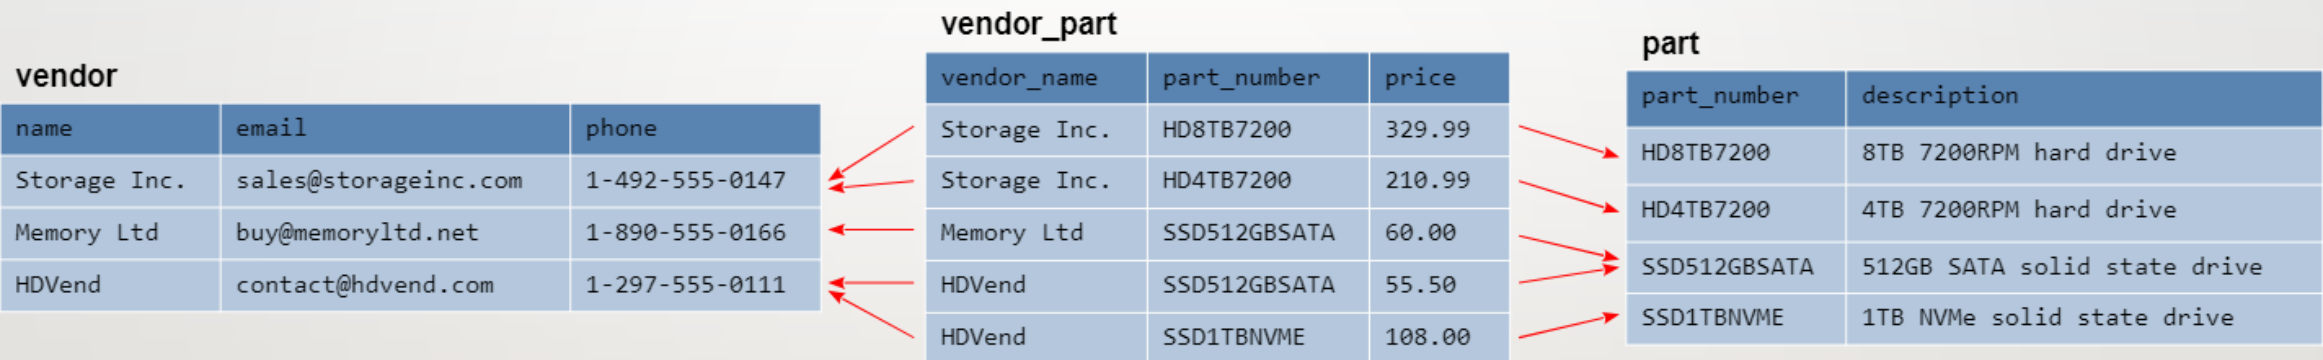 vendor
name email phone
Storage Inc. sales@storageinc.com 1-492-555-0147
Memory Ltd buy@memoryltd.net 1-890-555-0166
HDVend contact@hdvend.com 1-297-555-0111
vendor_part
vendor_name part_number price
Storage Inc. HD8TB7200 329.99
Storage Inc. HD4TB7200 210.99
Memory Ltd SSD512GBSATA 60.00
HDVend SSD512GBSATA 55.50
HDVend SSD1TBNVME 108.00
part
part_number description
HD8TB7200 8TB 7200RPM hard drive
HD4TB7200 4TB 7200RPM hard drive
SSD512GBSATA 512GB SATA solid state drive
SSD1TBNVME 1TB NVMe solid state drive